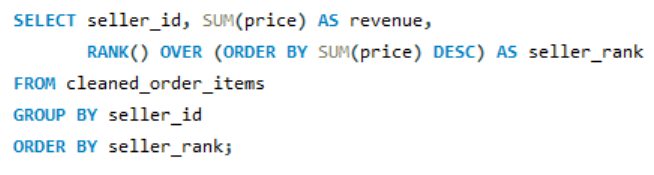 SELECT seller_id, SUM(price) AS revenue,
       RANK() OVER (ORDER BY SUM(price) DESC) AS seller_rank
FROM cleaned_order_items
GROUP BY seller_id
ORDER BY seller_rank;